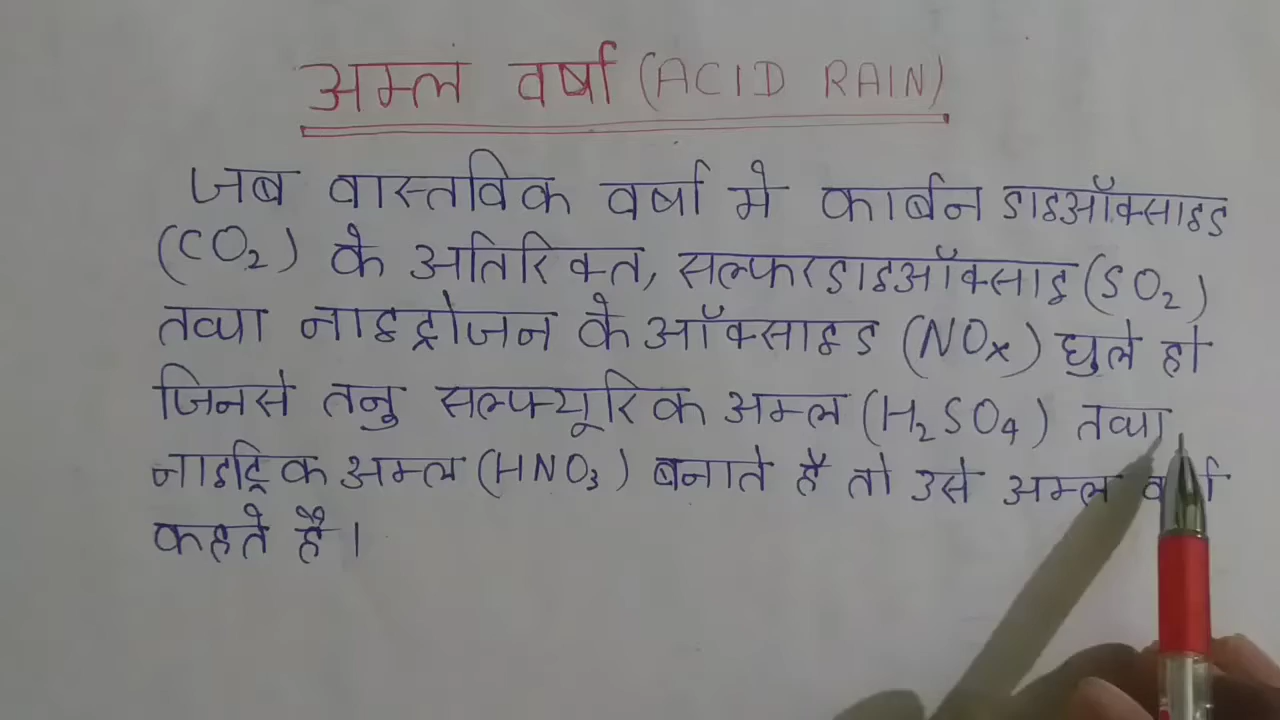 अम्ल वर्षा (ACID RAIN)
जब वास्तविक वर्षा मे कार्बन डाइऑक्साइड
(CO₂) के अतिरिक्त, सल्फरडाइऑक्साइ (SO₂)
तथा नाइट्रोजन के ऑक्साइड (NOx) घुले हो
जिनसे तनु सल्फ्यूरिक अम्ल (H₂SO₄) तथा
नाइट्रिक अम्ल (HNO₃) बनाते है तो उसे अम्ल वर्षा
कहते है।